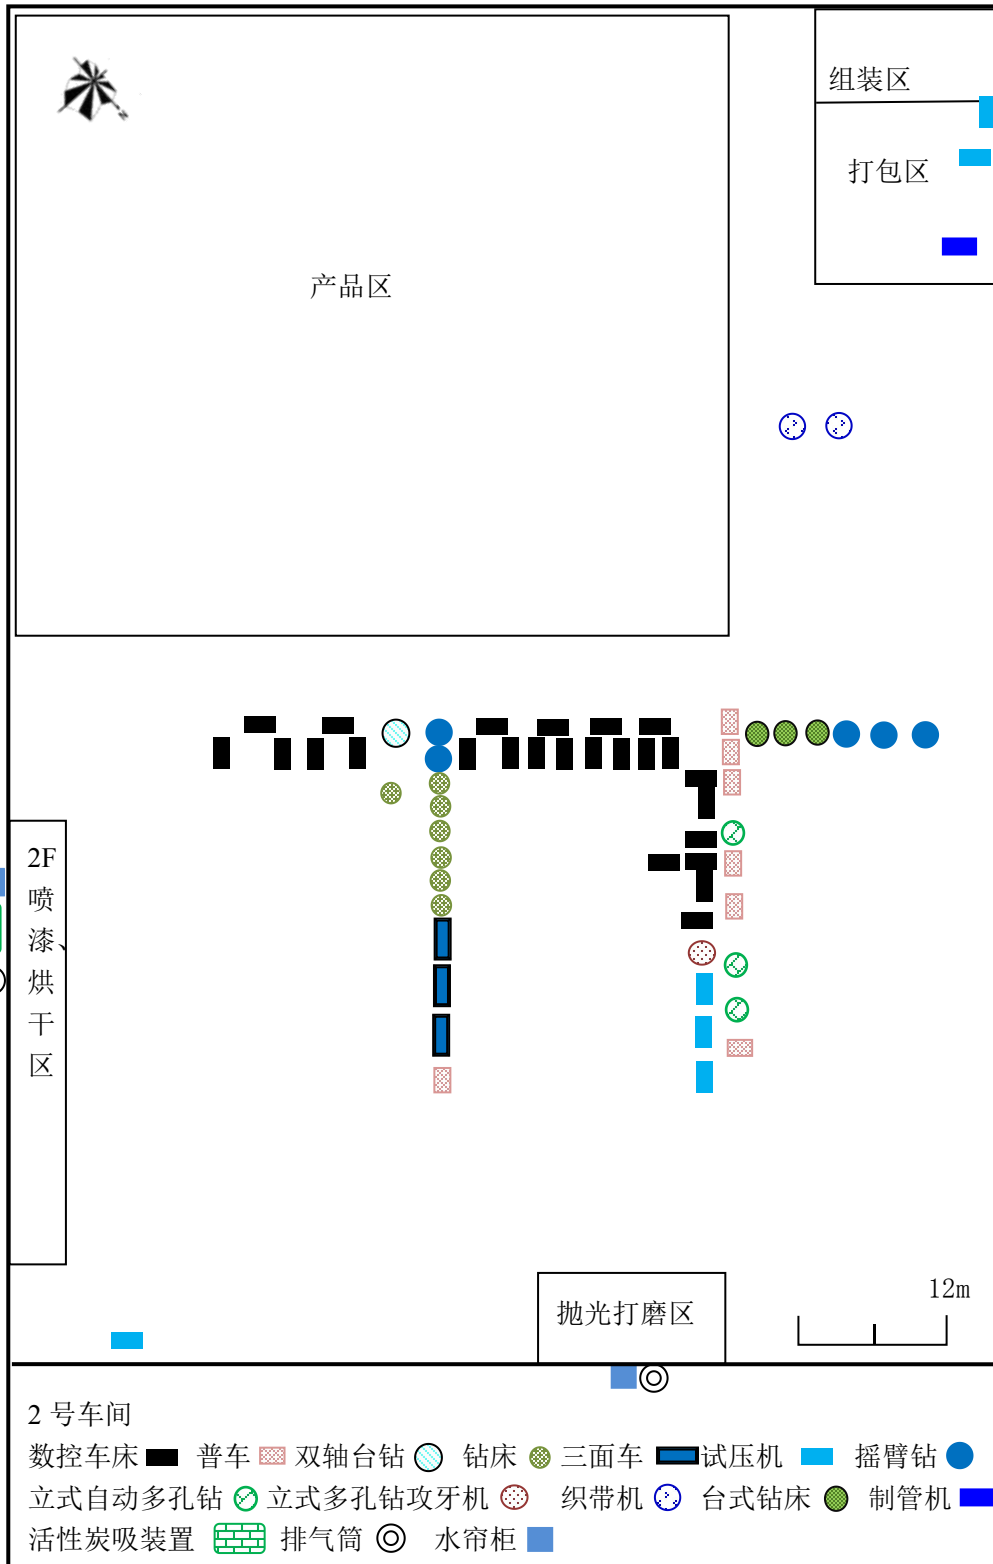 组装区
打包区
产品区
2F
喷
漆、
烘
干
区
12m
抛光打磨区
2 号车间
数控车床 普车 双轴台钻 钻床 三面车 试压机 摇臂钻
立式自动多孔钻 立式多孔钻攻牙机 织带机 台式钻床 制管机
活性炭吸装置 排气筒 水帘柜